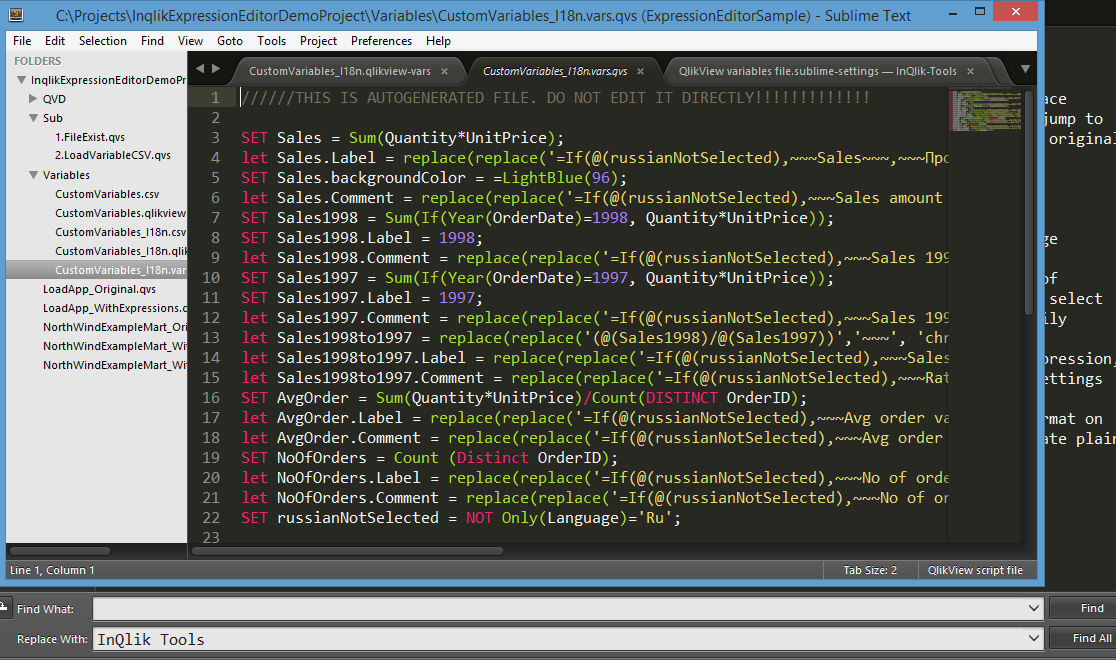 C:\Projects\InqlikExpressionEditorDemoProject\Variables\CustomVariables_I18n.vars.qvs (ExpressionEditorSample) - Sublime Text
File Edit Selection Find View Goto Tools Project Preferences Help
FOLDERS
InqlikExpressionEditorDemoPr
QVD
Sub
1.FileExist.qvs
2.LoadVariableCSV.qvs
Variables
CustomVariables.csv
CustomVariables.qlikview
CustomVariables_I18n.csv
CustomVariables_I18n.qlik
CustomVariables_I18n.var
LoadApp_Original.qvs
LoadApp_WithExpressions.q
NorthWindExampleMart_Ori
NorthWindExampleMart_Wi
NorthWindExampleMart_Wi
CustomVariables_I18n.qlikview-vars × CustomVariables_I18n.vars.qvs × QlikView variables file.sublime-settings — InQlik-Tools ×
1 //////THIS IS AUTOGENERATED FILE. DO NOT EDIT IT DIRECTLY!!!!!!!!!!!!!
2
3 SET Sales = Sum(Quantity*UnitPrice);
4 let Sales.Label = replace(replace('=If(@(russianNotSelected),~~~Sales~~~,~~~Про
5 SET Sales.backgroundColor = =LightBlue(96);
6 let Sales.Comment = replace(replace('=If(@(russianNotSelected),~~~Sales amount
7 SET Sales1998 = Sum(If(Year(OrderDate)=1998, Quantity*UnitPrice));
8 SET Sales1998.Label = 1998;
9 let Sales1998.Comment = replace(replace('=If(@(russianNotSelected),~~~Sales 199
10 SET Sales1997 = Sum(If(Year(OrderDate)=1997, Quantity*UnitPrice));
11 SET Sales1997.Label = 1997;
12 let Sales1997.Comment = replace(replace('=If(@(russianNotSelected),~~~Sales 199
13 let Sales1998to1997 = replace(replace('(@(Sales1998)/@(Sales1997))','~~~', 'chr
14 let Sales1998to1997.Label = replace(replace('=If(@(russianNotSelected),~~~Sales
15 let Sales1998to1997.Comment = replace(replace('=If(@(russianNotSelected),~~~Rat
16 SET AvgOrder = Sum(Quantity*UnitPrice)/Count(DISTINCT OrderID);
17 let AvgOrder.Label = replace(replace('=If(@(russianNotSelected),~~~Avg order va
18 let AvgOrder.Comment = replace(replace('=If(@(russianNotSelected),~~~Avg order
19 SET NoOfOrders = Count (Distinct OrderID);
20 let NoOfOrders.Label = replace(replace('=If(@(russianNotSelected),~~~No of orde
21 let NoOfOrders.Comment = replace(replace('=If(@(russianNotSelected),~~~No of or
22 SET russianNotSelected = NOT Only(Language)='Ru';
23
ace
jump to
original
ge
of
select
ily
pression,
ettings
rmat on
ate plain
Line 1, Column 1 Tab Size: 2 QlikView script file
Find What: Find
Replace With: InQlik Tools Find All